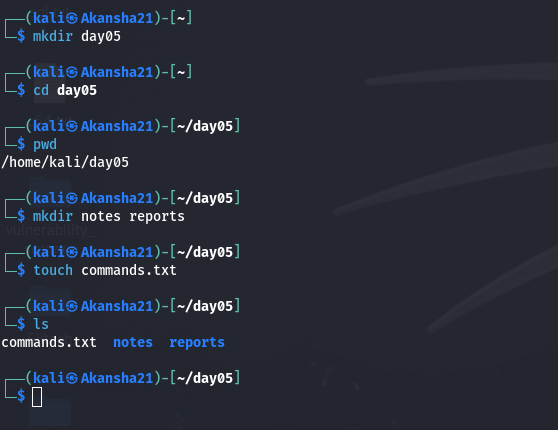 ┌──(kali㉿Akansha21)-[~]
└─$ mkdir day05
┌──(kali㉿Akansha21)-[~]
└─$ cd day05
┌──(kali㉿Akansha21)-[~/day05]
└─$ pwd
/home/kali/day05
┌──(kali㉿Akansha21)-[~/day05]
└─$ mkdir notes reports
vulnerability_
┌──(kali㉿Akansha21)-[~/day05]
└─$ touch commands.txt
┌──(kali㉿Akansha21)-[~/day05]
└─$ ls
commands.txt  notes  reports
┌──(kali㉿Akansha21)-[~/day05]
└─$